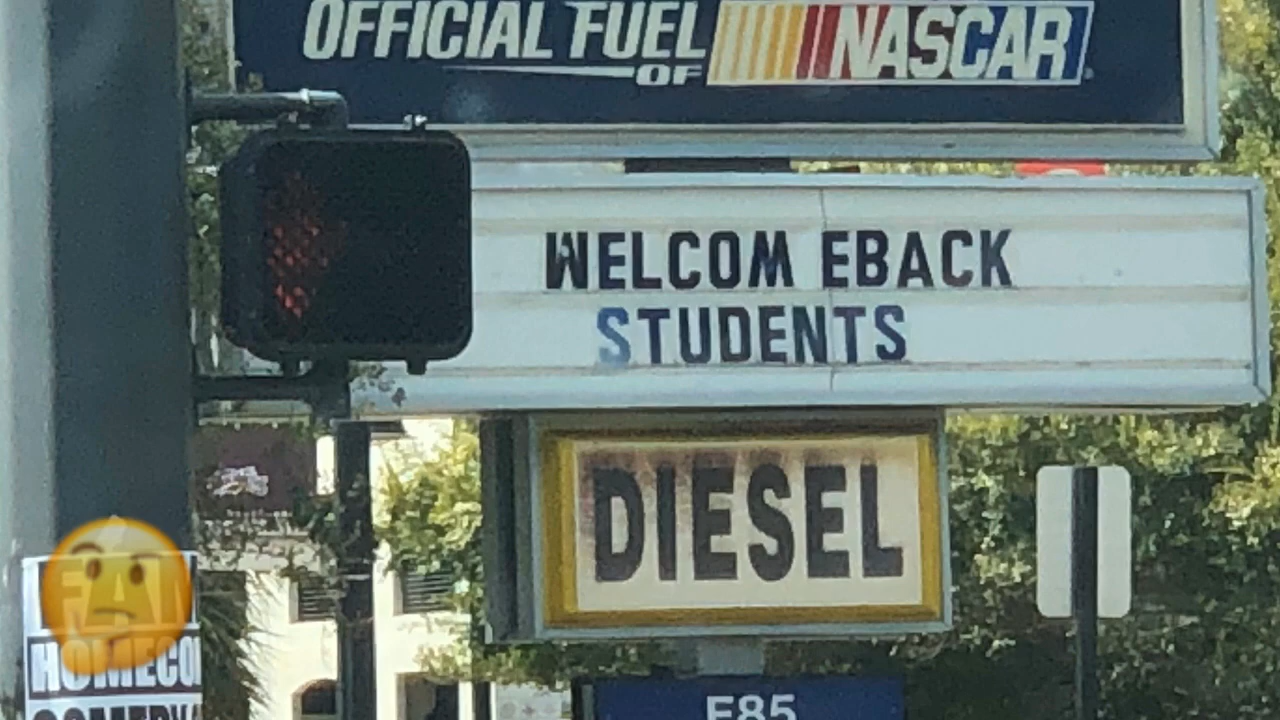 OFFICIAL FUEL
OF
NASCAR
WELCOM EBACK
STUDENTS
DIESEL
E85
HOMECO